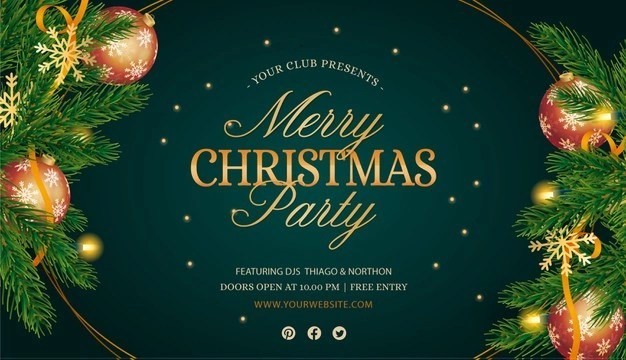 - YOUR CLUB PRESENTS -
Merry
CHRISTMAS
Party
FEATURING DJS THIAGO & NORTHON
DOORS OPEN AT 10.00 PM | FREE ENTRY
WWW.YOURWEBSITE.COM